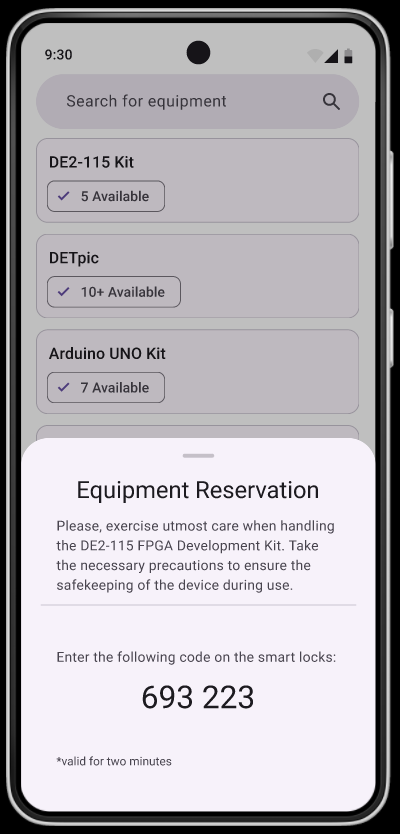 9:30
Search for equipment
DE2-115 Kit
5 Available
DETpic
10+ Available
Arduino UNO Kit
7 Available
Equipment Reservation
Please, exercise utmost care when handling
the DE2-115 FPGA Development Kit. Take
the necessary precautions to ensure the
safekeeping of the device during use.
Enter the following code on the smart locks:
693 223
*valid for two minutes